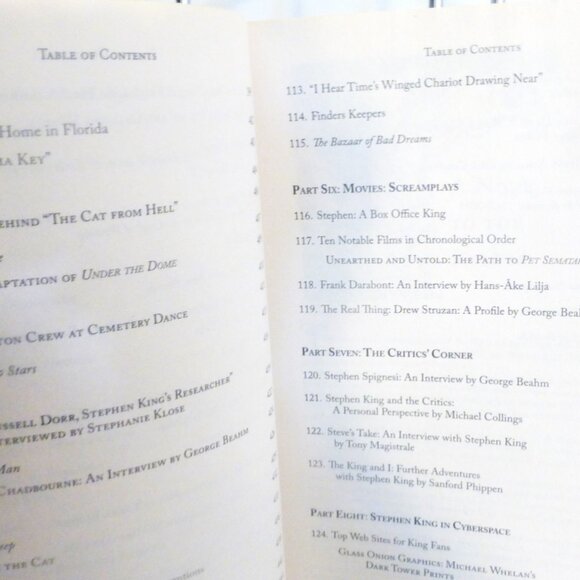 TABLE OF CONTENTS
Home in Florida
KEY"
BEHIND "THE CAT FROM HELL"
UNDER THE DOME
CREW AT CEMETERY DANCE
Stars
DORR, STEPHEN KING'S RESEARCHER"
INTERVIEWED BY STEPHANIE KLOSE
CHADBOURNE: AN INTERVIEW BY GEORGE BEAHM
THE CAT
TABLE OF CONTENTS
113. "I HEAR TIME'S WINGED CHARIOT DRAWING NEAR"
114. Finders Keepers
115. The Bazaar of Bad Dreams
PART SIX: MOVIES: SCREAMPLAYS
116. Stephen: A Box Office King
117. Ten Notable Films in Chronological Order
UNEARTHED AND UNTOLD: THE PATH TO PET SEMATA
118. Frank Darabont: An Interview by Hans-Åke Lilja
119. The Real Thing: Drew Struzan: A Profile by George Beah
PART SEVEN: THE CRITICS' CORNER
120. Stephen Spignesi: An Interview by George Beahm
121. Stephen King and the Critics:
A Personal Perspective by Michael Collings
122. Steve's Take: An Interview with Stephen King
by Tony Magistrale
123. The King and I: Further Adventures
with Stephen King by Sanford Phippen
PART EIGHT: STEPHEN KING IN CYBERSPACE
124. Top Web Sites for King Fans
GLASS ONION GRAPHICS: MICHAEL WHELAN'S
DARK TOWER PRINTS